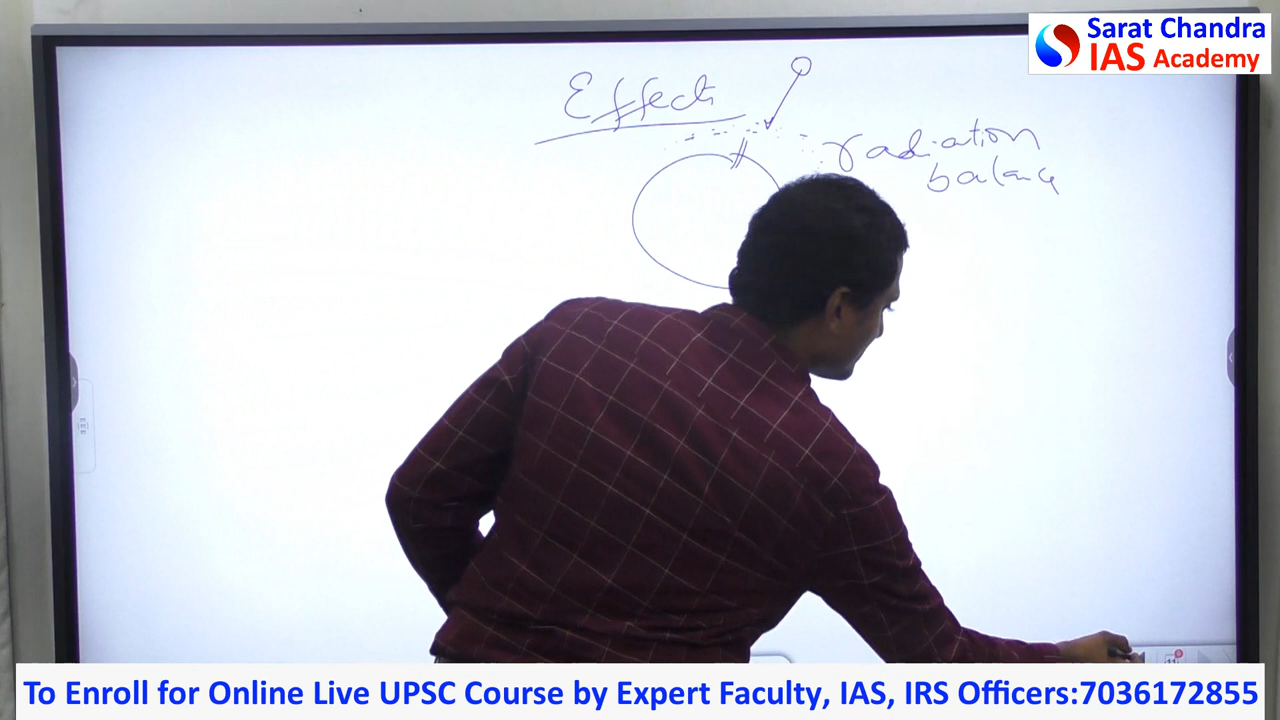 Sarat Chandra
IAS Academy
Effects
radiation
balance
To Enroll for Online Live UPSC Course by Expert Faculty, IAS, IRS Officers:7036172855